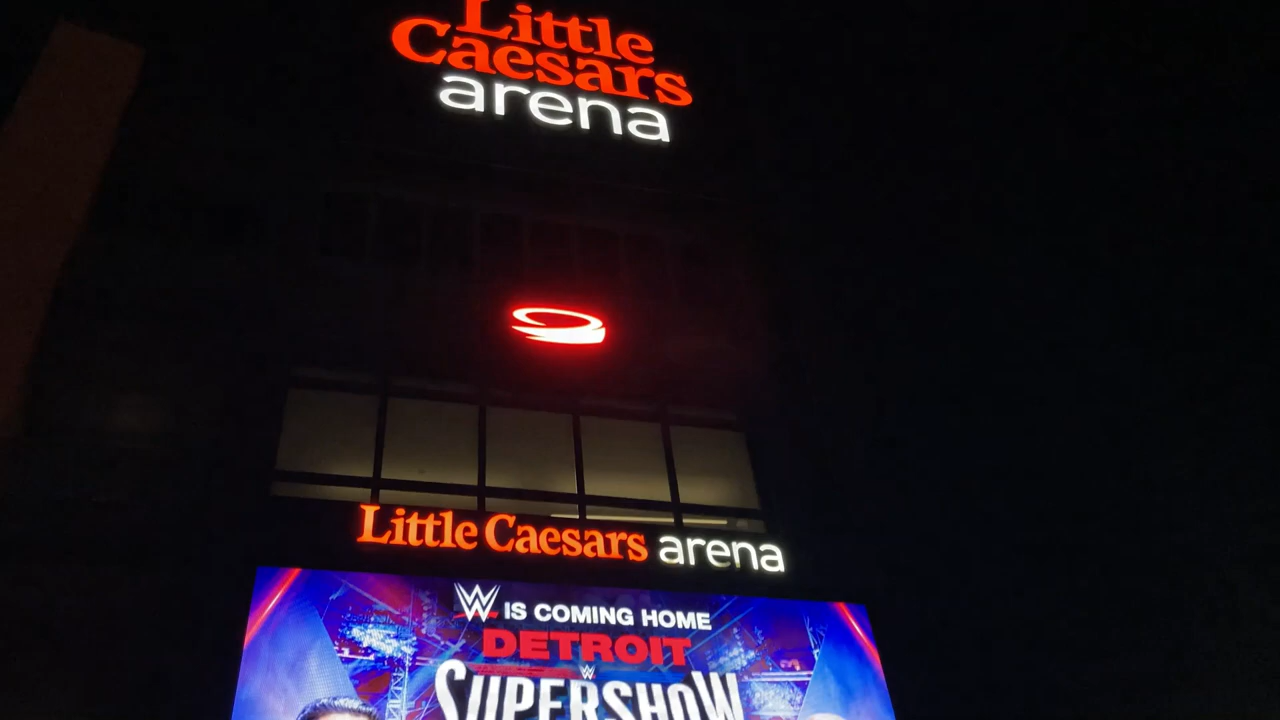 Little
Caesars
arena
Little Caesars arena
W IS COMING HOME
DETROIT
W
SUPERSHOW